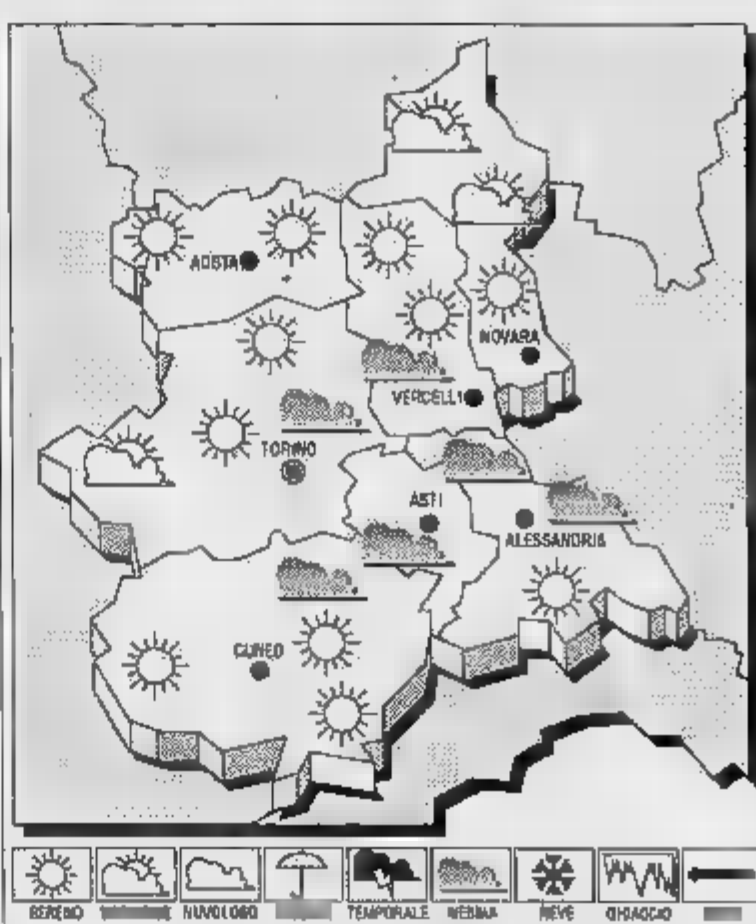 AOSTA
NOVARA
VERCELLI
TORINO
ASTI
ALESSANDRIA
CUNEO
SERENO NUVOLOSO TEMPORALE NEBBIA NEVE GHIACCIO